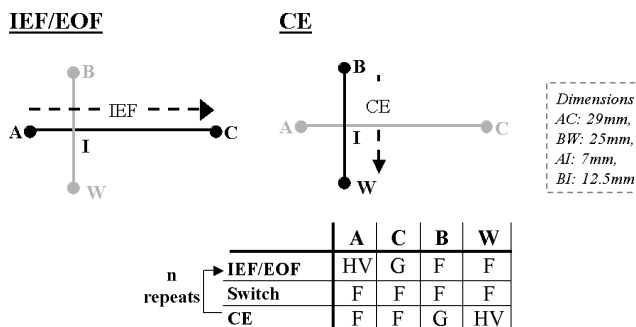 IEF/EOF
CE
B
IEF
A
I
C
W
B
CE
A
I
C
W
Dimensions
AC: 29mm,
BW: 25mm,
AI: 7mm,
BI: 12.5mm
A C B W
n repeats
IEF/EOF HV G F F
Switch F F F F
CE F F G HV